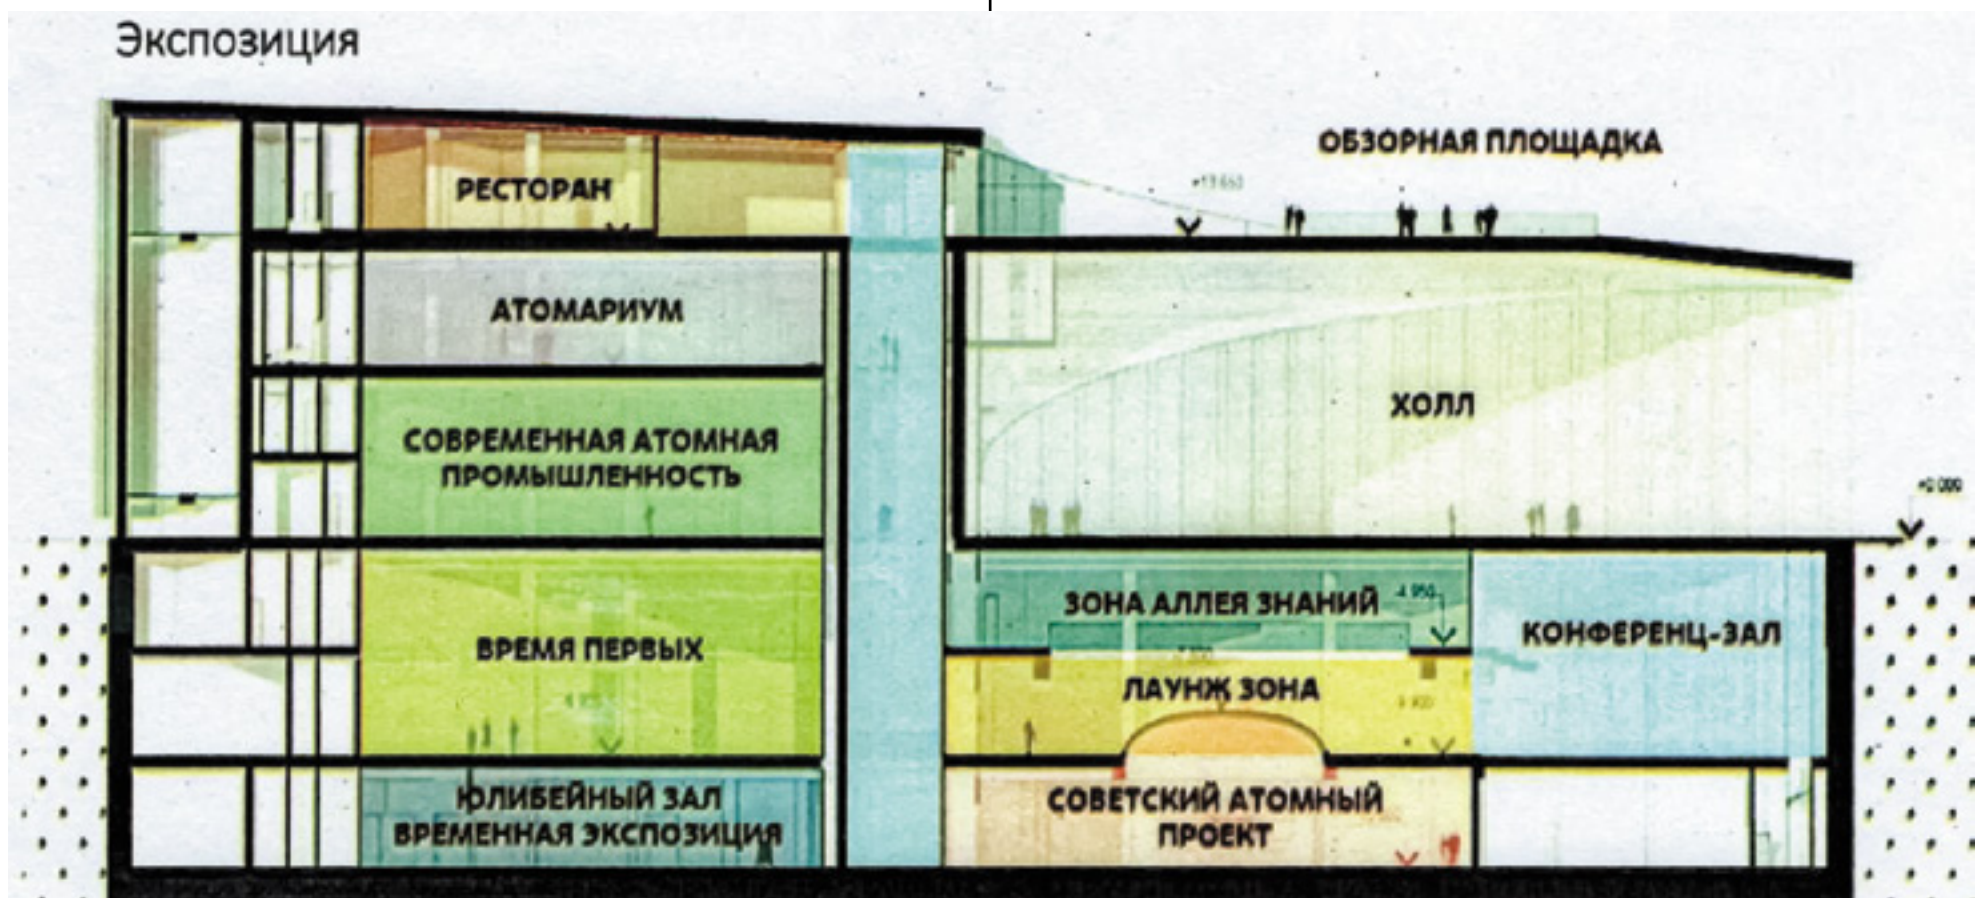 Экспозиция
ОБЗОРНАЯ ПЛОЩАДКА
РЕСТОРАН
АТОМАРИУМ
СОВРЕМЕННАЯ АТОМНАЯ
ПРОМЫШЛЕННОСТЬ
ХОЛЛ
ВРЕМЯ ПЕРВЫХ
ЗОНА АЛЛЕЯ ЗНАНИЙ
КОНФЕРЕНЦ-ЗАЛ
ЛАУНЖ ЗОНА
ЮЛИБЕЙНЫЙ ЗАЛ
ВРЕМЕННАЯ ЭКСПОЗИЦИЯ
СОВЕТСКИЙ АТОМНЫЙ
ПРОЕКТ